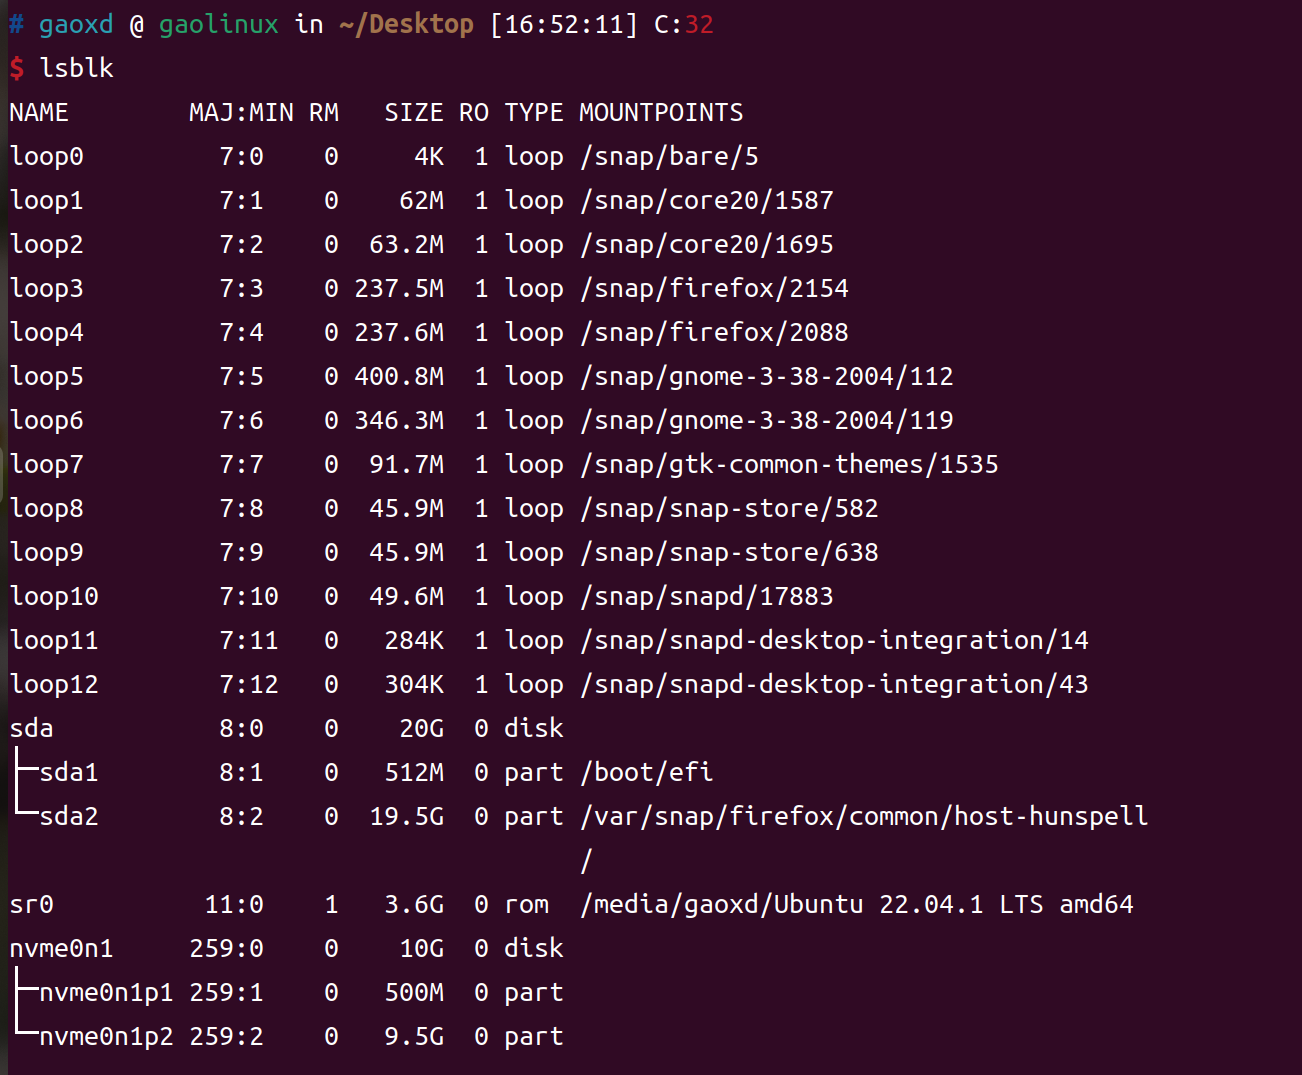 # gaoxd @ gaolinux in ~/Desktop [16:52:11] C:32
$ lsblk
NAME        MAJ:MIN RM   SIZE RO TYPE MOUNTPOINTS
loop0         7:0    0     4K  1 loop /snap/bare/5
loop1         7:1    0    62M  1 loop /snap/core20/1587
loop2         7:2    0  63.2M  1 loop /snap/core20/1695
loop3         7:3    0 237.5M  1 loop /snap/firefox/2154
loop4         7:4    0 237.6M  1 loop /snap/firefox/2088
loop5         7:5    0 400.8M  1 loop /snap/gnome-3-38-2004/112
loop6         7:6    0 346.3M  1 loop /snap/gnome-3-38-2004/119
loop7         7:7    0  91.7M  1 loop /snap/gtk-common-themes/1535
loop8         7:8    0  45.9M  1 loop /snap/snap-store/582
loop9         7:9    0  45.9M  1 loop /snap/snap-store/638
loop10        7:10   0  49.6M  1 loop /snap/snapd/17883
loop11        7:11   0   284K  1 loop /snap/snapd-desktop-integration/14
loop12        7:12   0   304K  1 loop /snap/snapd-desktop-integration/43
sda           8:0    0    20G  0 disk
├─sda1        8:1    0   512M  0 part /boot/efi
└─sda2        8:2    0  19.5G  0 part /var/snap/firefox/common/host-hunspell
                                      /
sr0          11:0    1   3.6G  0 rom  /media/gaoxd/Ubuntu 22.04.1 LTS amd64
nvme0n1     259:0    0    10G  0 disk
├─nvme0n1p1 259:1    0   500M  0 part
└─nvme0n1p2 259:2    0   9.5G  0 part